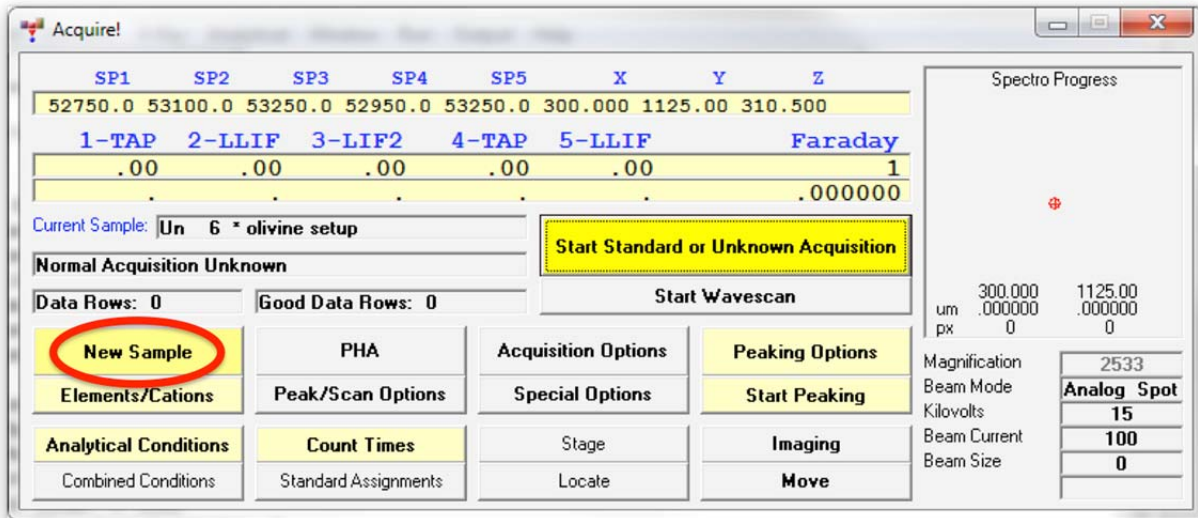 Acquire!
SP1 SP2 SP3 SP4 SP5 X Y Z
52750.0 53100.0 53250.0 52950.0 53250.0 300.000 1125.00 310.500
1-TAP 2-LLIF 3-LIF2 4-TAP 5-LLIF Faraday
.00 .00 .00 .00 .00 1
. . . . . .000000
Current Sample: Un 6 * olivine setup
Normal Acquisition Unknown
Data Rows: 0 Good Data Rows: 0
Start Standard or Unknown Acquisition
Start Wavescan
New Sample PHA Acquisition Options Peaking Options
Elements/Cations Peak/Scan Options Special Options Start Peaking
Analytical Conditions Count Times Stage Imaging
Combined Conditions Standard Assignments Locate Move
Spectro Progress
300.000 1125.00
um .000000 .000000
px 0 0
Magnification 2533
Beam Mode Analog Spot
Kilovolts 15
Beam Current 100
Beam Size 0